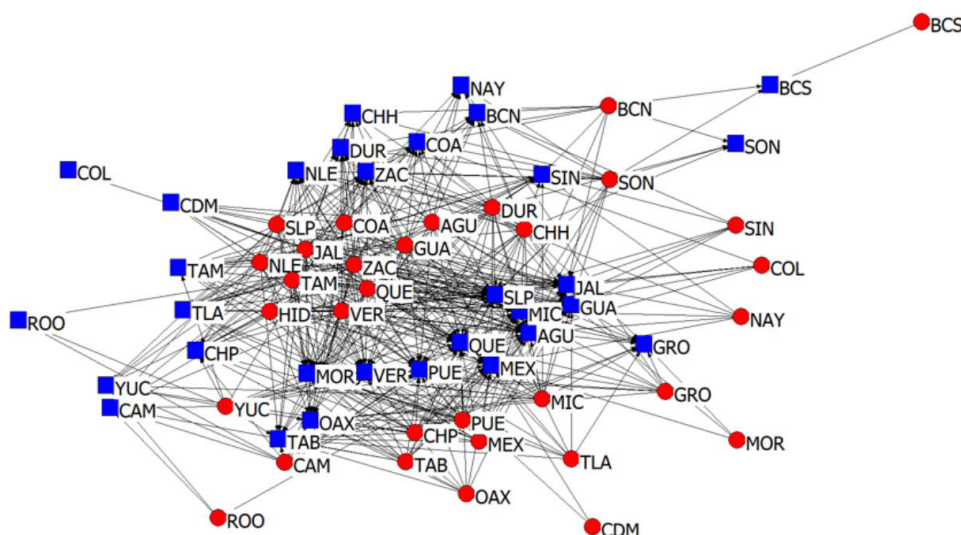 BCS
NAY
BCS
CHH
BCN
BCN
DUR
COA
SON
COL
NLE
ZAC
SIN
SON
CDM
DUR
SLP
COA
AGU
CHH
SIN
JAL
GUA
TAM
NLE
ZAC
COL
TAM
QUE
JAL
SLP
TLA
HID
VER
MIC
GUA
NAY
ROO
AGU
CHP
QUE
GRO
MOR
VER
PUE
MEX
YUC
CAM
YUC
MIC
GRO
OAX
PUE
TAB
CHP
MEX
MOR
CAM
TAB
TLA
OAX
ROO
CDM